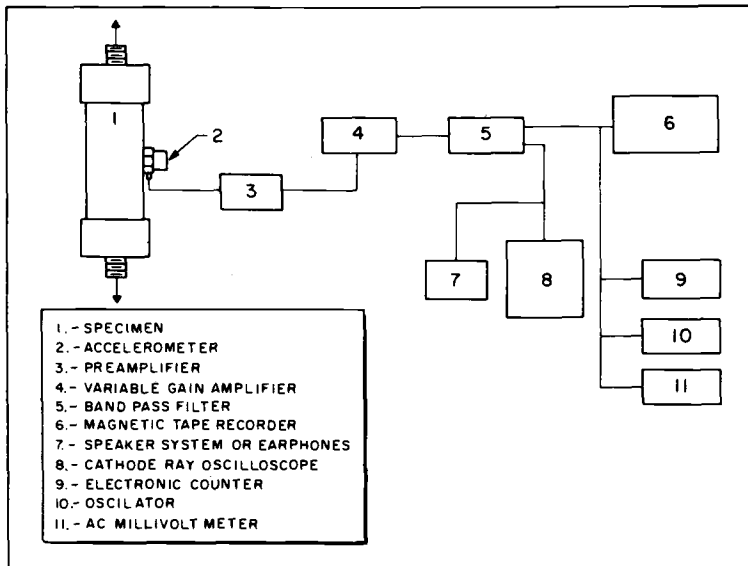 1
2
3
4
5
6
7
8
9
10
11
1.- SPECIMEN
2.- ACCELEROMETER
3.- PREAMPLIFIER
4.- VARIABLE GAIN AMPLIFIER
5.- BAND PASS FILTER
6.- MAGNETIC TAPE RECORDER
7.- SPEAKER SYSTEM OR EARPHONES
8.- CATHODE RAY OSCILLOSCOPE
9.- ELECTRONIC COUNTER
10.- OSCILATOR
11.- AC MILLIVOLT METER